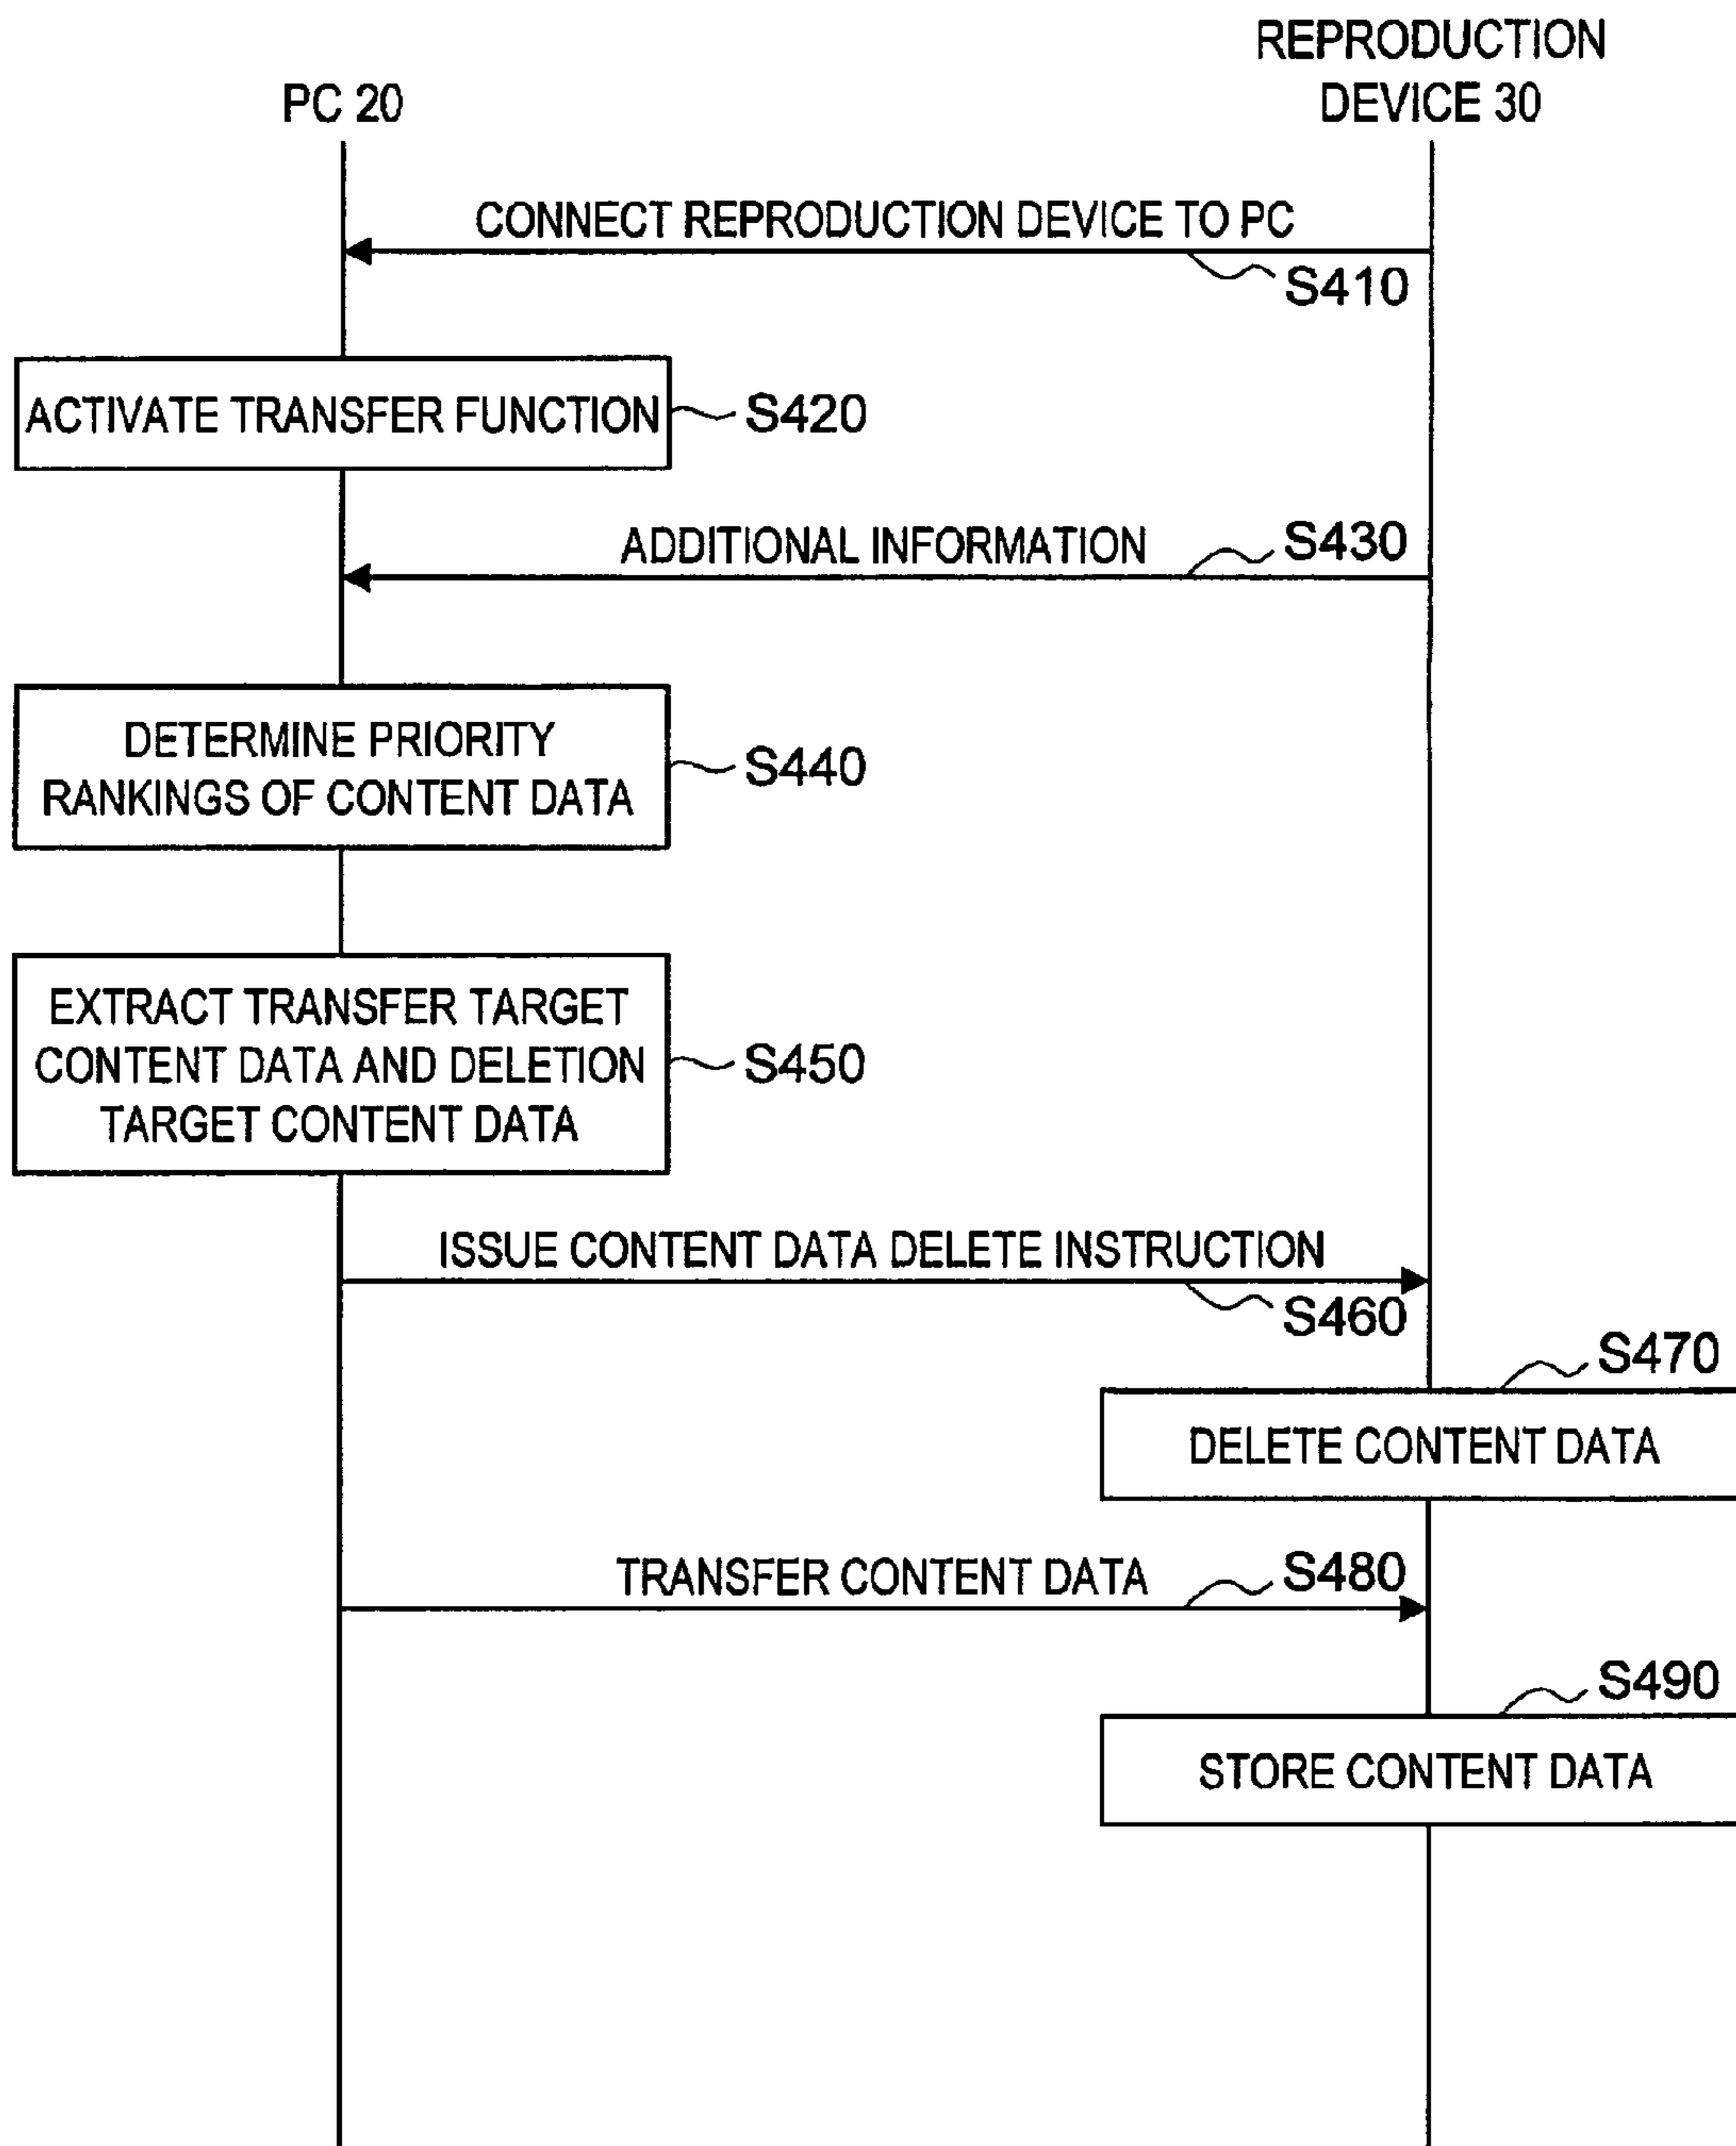 REPRODUCTION
DEVICE 30
PC 20
CONNECT REPRODUCTION DEVICE TO PC
S410
ACTIVATE TRANSFER FUNCTION
S420
ADDITIONAL INFORMATION
S430
DETERMINE PRIORITY
RANKINGS OF CONTENT DATA
S440
EXTRACT TRANSFER TARGET
CONTENT DATA AND DELETION
TARGET CONTENT DATA
S450
ISSUE CONTENT DATA DELETE INSTRUCTION
S460
S470
DELETE CONTENT DATA
TRANSFER CONTENT DATA
S480
S490
STORE CONTENT DATA